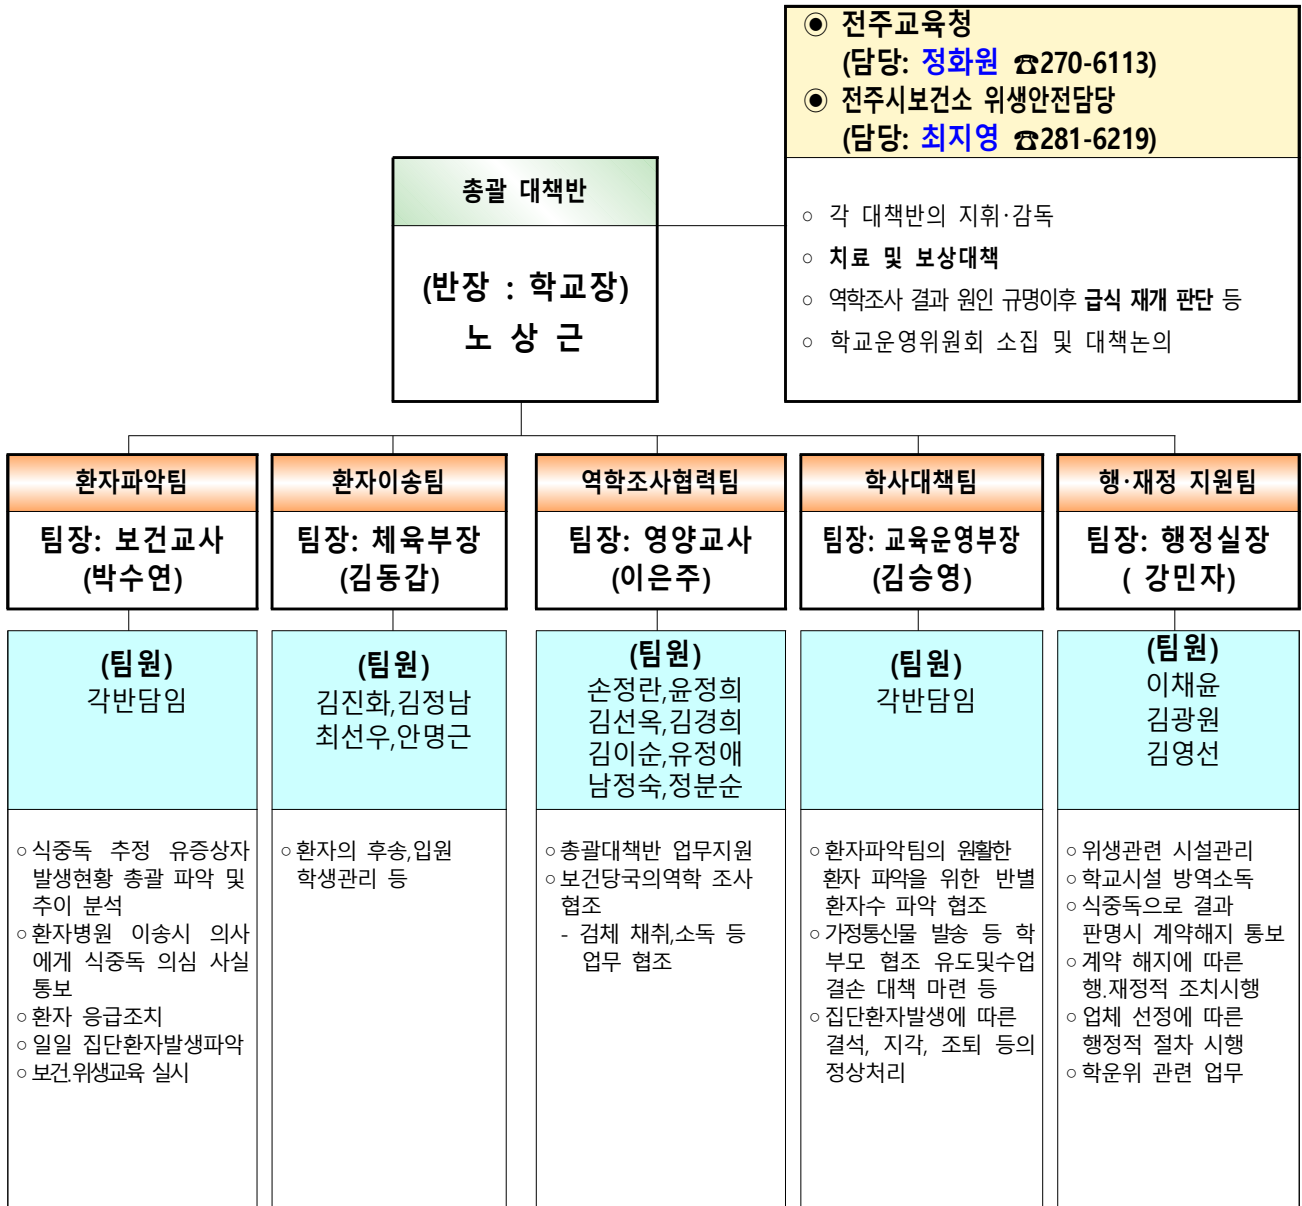 ◉ 전주교육청
(담당: 정화원 ☎270-6113)
◉ 전주시보건소 위생안전담당
(담당: 최지영 ☎281-6219)
○ 각 대책반의 지휘·감독
○ 치료 및 보상대책
○ 역학조사 결과 원인 규명이후 급식 재개 판단 등
○ 학교운영위원회 소집 및 대책논의
총괄 대책반
(반장 : 학교장)
노 상 근
환자파악팀
팀장: 보건교사
(박수연)
(팀원)
각반담임
○ 식중독 추정 유증상자
발생현황 총괄 파악 및
추이 분석
○ 환자병원 이송시 의사
에게 식중독 의심 사실
통보
○ 환자 응급조치
○ 일일 집단환자발생파악
○ 보건.위생교육 실시
환자이송팀
팀장: 체육부장
(김동갑)
(팀원)
김진화,김정남
최선우,안명근
○ 환자의 후송,입원
학생관리 등
역학조사협력팀
팀장: 영양교사
(이은주)
(팀원)
손정란,윤정희
김선옥,김경희
김이순,유정애
남정숙,정분순
○ 총괄대책반 업무지원
○ 보건당국의역학 조사
협조
- 검체 채취,소독 등
업무 협조
학사대책팀
팀장: 교육운영부장
(김승영)
(팀원)
각반담임
○ 환자파악팀의 원활한
환자 파악을 위한 반별
환자수 파악 협조
○ 가정통신물 발송 등 학
부모 협조 유도및수업
결손 대책 마련 등
○ 집단환자발생에 따른
결석, 지각, 조퇴 등의
정상처리
행·재정 지원팀
팀장: 행정실장
( 강민자)
(팀원)
이채윤
김광원
김영선
○ 위생관련 시설관리
○ 학교시설 방역소독
○ 식중독으로 결과
판명시 계약해지 통보
○ 계약 해지에 따른
행.재정적 조치시행
○ 업체 선정에 따른
행정적 절차 시행
○ 학운위 관련 업무